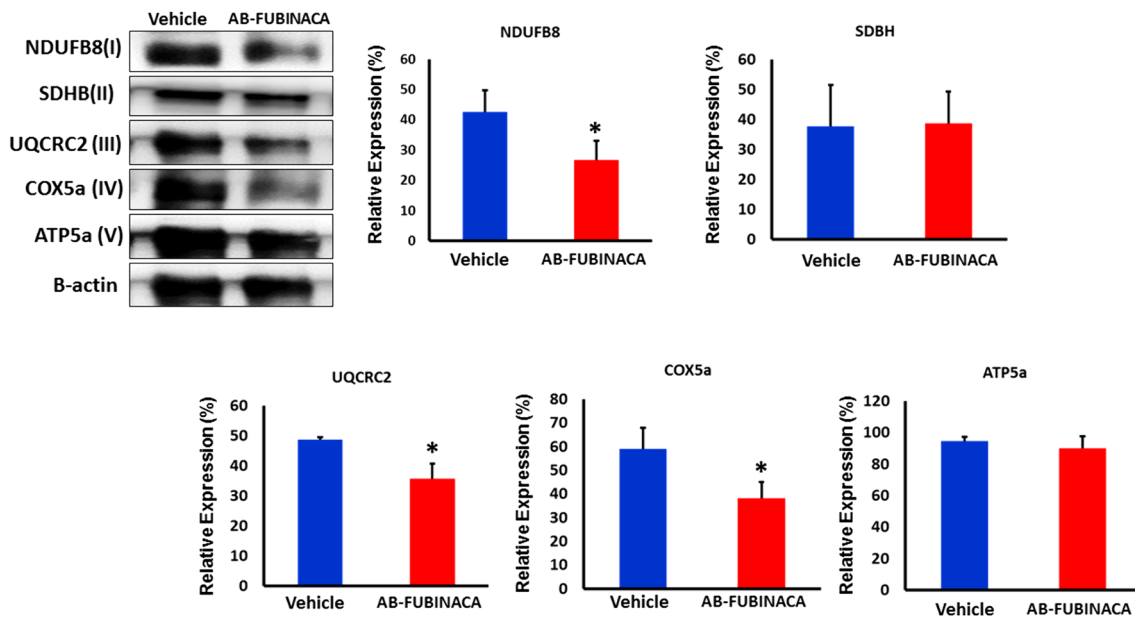 Vehicle AB-FUBINACA
NDUFB8(I)
SDHB(II)
UQCRC2 (III)
COX5a (IV)
ATP5a (V)
B-actin
NDUFB8
Relative Expression (%)
60
50
40
30
20
10
0
*
Vehicle AB-FUBINACA
SDBH
Relative Expression (%)
60
50
40
30
20
10
0
Vehicle AB-FUBINACA
UQCRC2
Relative Expression (%)
60
50
40
30
20
10
0
*
Vehicle AB-FUBINACA
COX5a
Relative Expression (%)
80
70
60
50
40
30
20
10
0
*
Vehicle AB-FUBINACA
ATP5a
Relative Expression (%)
120
100
80
60
40
20
0
Vehicle AB-FUBINACA